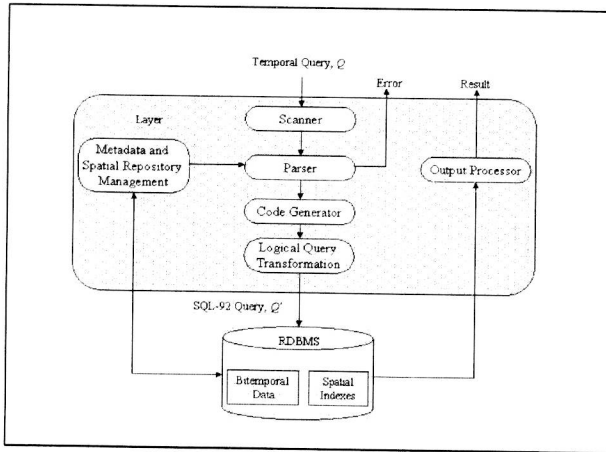 Temporal Query, Q
Error
Result
Layer
Scanner
Metadata and
Spatial Repository
Management
Parser
Output Processor
Code Generator
Logical Query
Transformation
SQL-92 Query, Q'
RDBMS
Bitemporal
Data
Spatial
Indexes